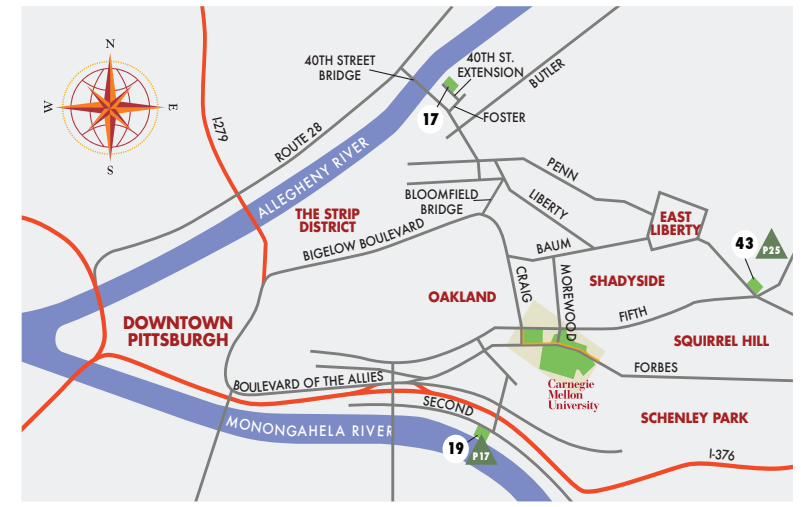 N
W
E
S
I-279
ROUTE 28
40TH STREET
BRIDGE
40TH ST.
EXTENSION
BUTLER
17
FOSTER
ALLEGHENY RIVER
THE STRIP
DISTRICT
BLOOMFIELD
BRIDGE
PENN
LIBERTY
EAST
LIBERTY
BIGELOW BOULEVARD
BAUM
43
P25
CRAIG
MOREWOOD
SHADYSIDE
OAKLAND
FIFTH
DOWNTOWN
PITTSBURGH
SQUIRREL HILL
FORBES
BOULEVARD OF THE ALLIES
Carnegie
Mellon
University
SECOND
SCHENLEY PARK
MONONGAHELA RIVER
19
P17
I-376